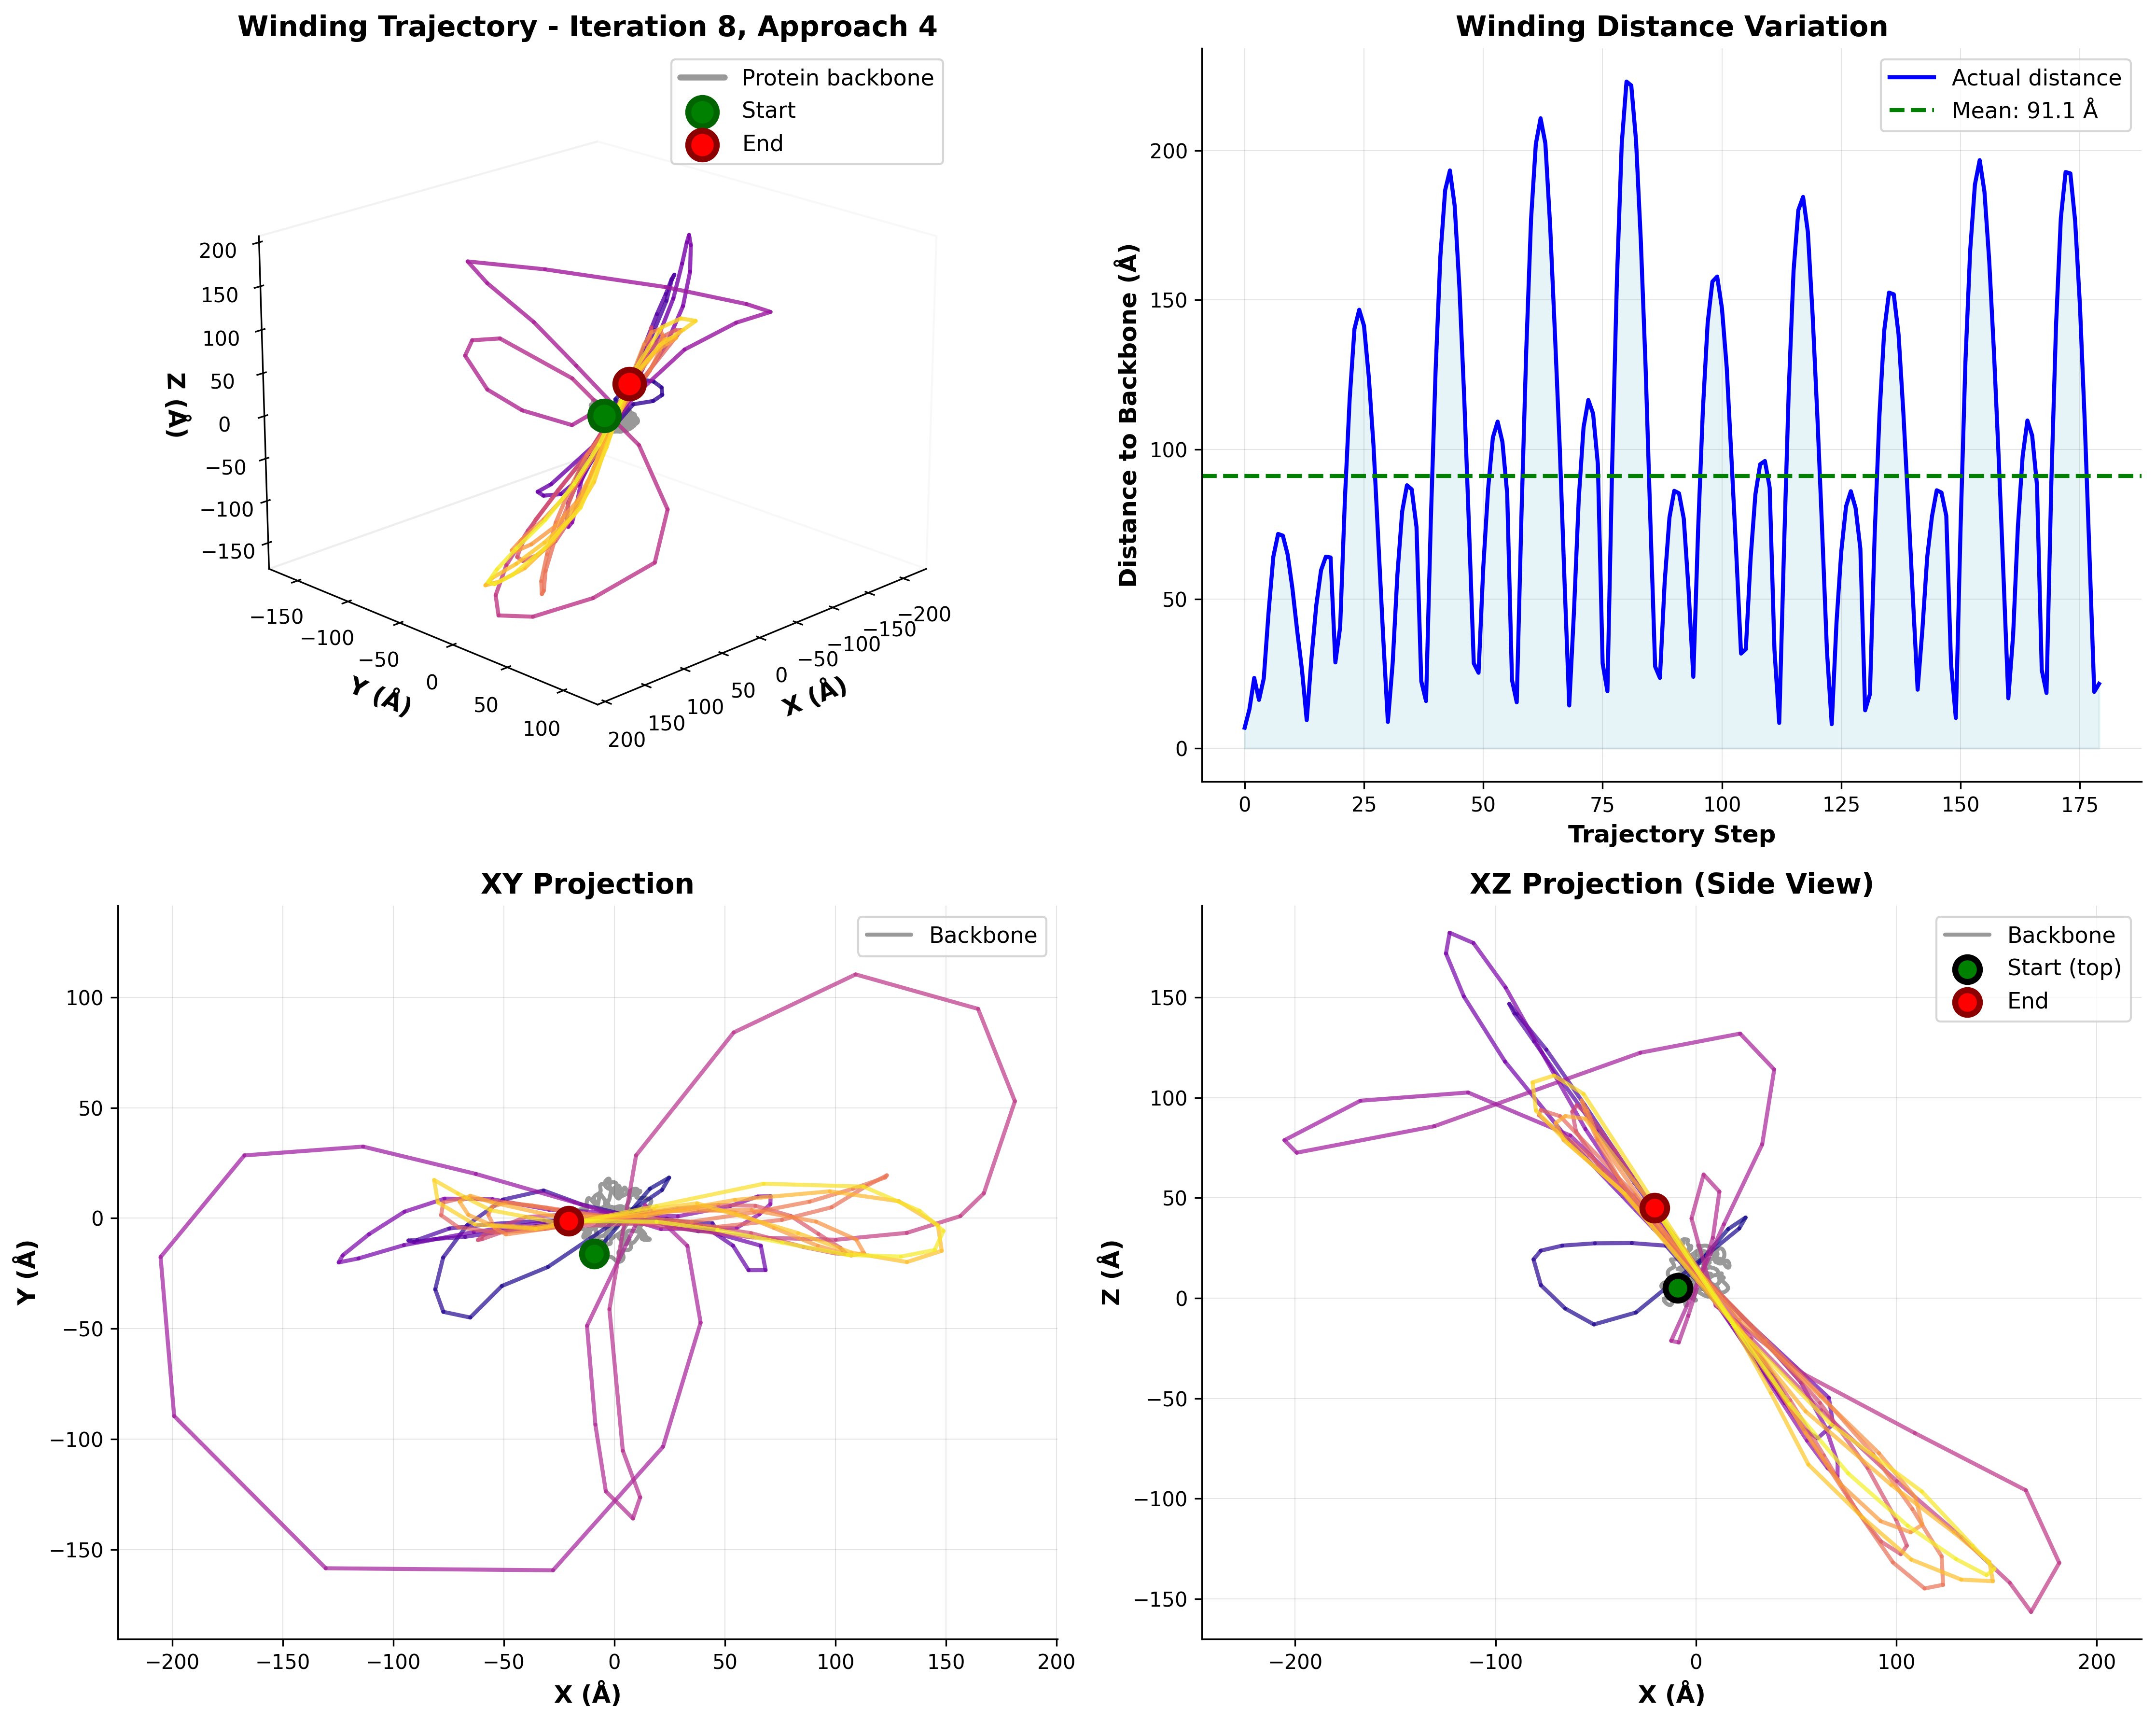 Winding Trajectory - Iteration 8, Approach 4
Protein backbone
Start
End
200
150
100
50
0
−50
−100
−150
Z (Å)
−150
−100
−50
0
50
100
Y (Å)
200
150
100
50
0
−50
−100
−150
−200
X (Å)
Winding Distance Variation
Actual distance
Mean: 91.1 Å
200
150
100
50
0
Distance to Backbone (Å)
0
25
50
75
100
125
150
175
Trajectory Step
XY Projection
Backbone
100
50
0
−50
−100
−150
Y (Å)
−200
−150
−100
−50
0
50
100
150
200
X (Å)
XZ Projection (Side View)
Backbone
Start (top)
End
150
100
50
0
−50
−100
−150
Z (Å)
−200
−100
0
100
200
X (Å)